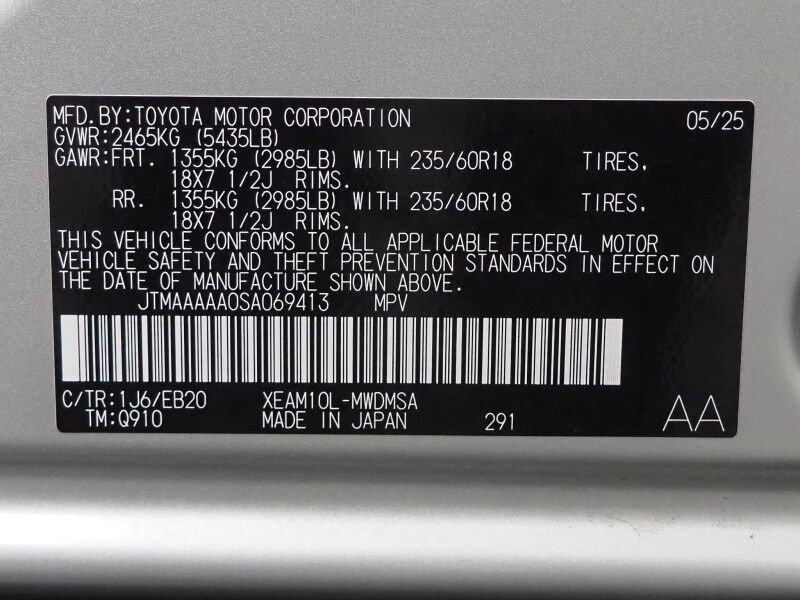 MFD.BY:TOYOTA MOTOR CORPORATION 05/25
GVWR:2465KG (5435LB)
GAWR:FRT. 1355KG (2985LB) WITH 235/60R18 TIRES.
18X7 1/2J RIMS.
RR. 1355KG (2985LB) WITH 235/60R18 TIRES.
18X7 1/2J RIMS.
THIS VEHICLE CONFORMS TO ALL APPLICABLE FEDERAL MOTOR
VEHICLE SAFETY AND THEFT PREVENTION STANDARDS IN EFFECT ON
THE DATE OF MANUFACTURE SHOWN ABOVE.
JTMAAAAA0SA069413 MPV
C/TR:1J6/EB20 XEAM10L-MWDMSA
TM:Q910 MADE IN JAPAN 291 AA